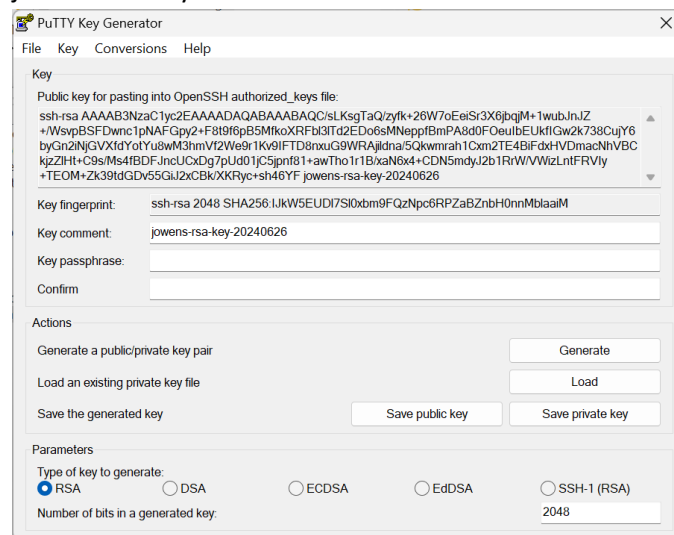 PuTTY Key Generator
File Key Conversions Help
Key
Public key for pasting into OpenSSH authorized_keys file:
ssh-rsa AAAAB3NzaC1yc2EAAAADAQABAAABAQC/sLKsgTaQ/zyfk+26W7oEeiSr3X6jbqjM+1wubJnJZ
+/WsvpBSFDwnc1pNAFGpy2+F8t9f6pB5MfkoXRFbl3lTd2EDo6sMNeppfBmPA8d0FOeuIbEUkfIGw2k738CujY6
byGn2iNjGVXfdYotYu8wM3hmVf2We9r1Kv9IFTD8nxuG9WRAjldna/5Qkwmrah1Cxm2TE4BiFdxHVDmacNhVBC
kjzZlHt+C9s/Ms4fBDFJncUCxDg7pUd01jC5jpnf81+awTho1r1B/xaN6x4+CDN5mdyJ2b1RrW/VWizLntFRVIy
+TEOM+Zk39tdGDv55GiJ2xCBk/XKRyc+sh46YF jowens-rsa-key-20240626
Key fingerprint: ssh-rsa 2048 SHA256:IJkW5EUDl7Sl0xbm9FQzNpc6RPZaBZnbH0nnMblaaiM
Key comment: jowens-rsa-key-20240626
Key passphrase:
Confirm
Actions
Generate a public/private key pair Generate
Load an existing private key file Load
Save the generated key Save public key Save private key
Parameters
Type of key to generate:
RSA DSA ECDSA EdDSA SSH-1 (RSA)
Number of bits in a generated key: 2048